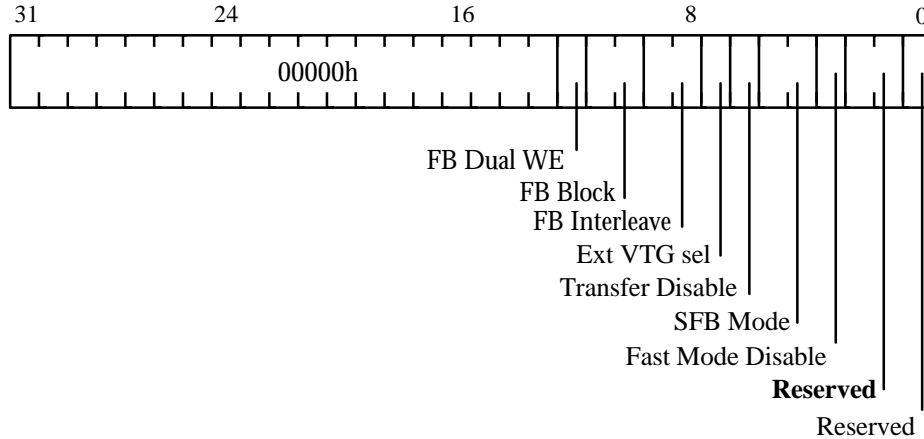 31 24 16 8 0
00000h
FB Dual WE
FB Block
FB Interleave
Ext VTG sel
Transfer Disable
SFB Mode
Fast Mode Disable
Reserved
Reserved